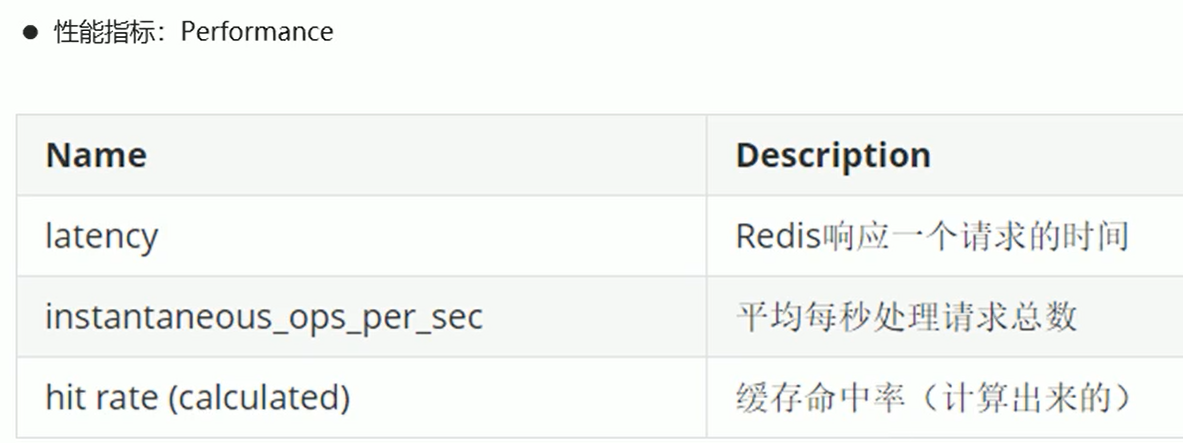 ● 性能指标：Performance
Name Description
latency Redis响应一个请求的时间
instantaneous_ops_per_sec 平均每秒处理请求总数
hit rate (calculated) 缓存命中率（计算出来的）